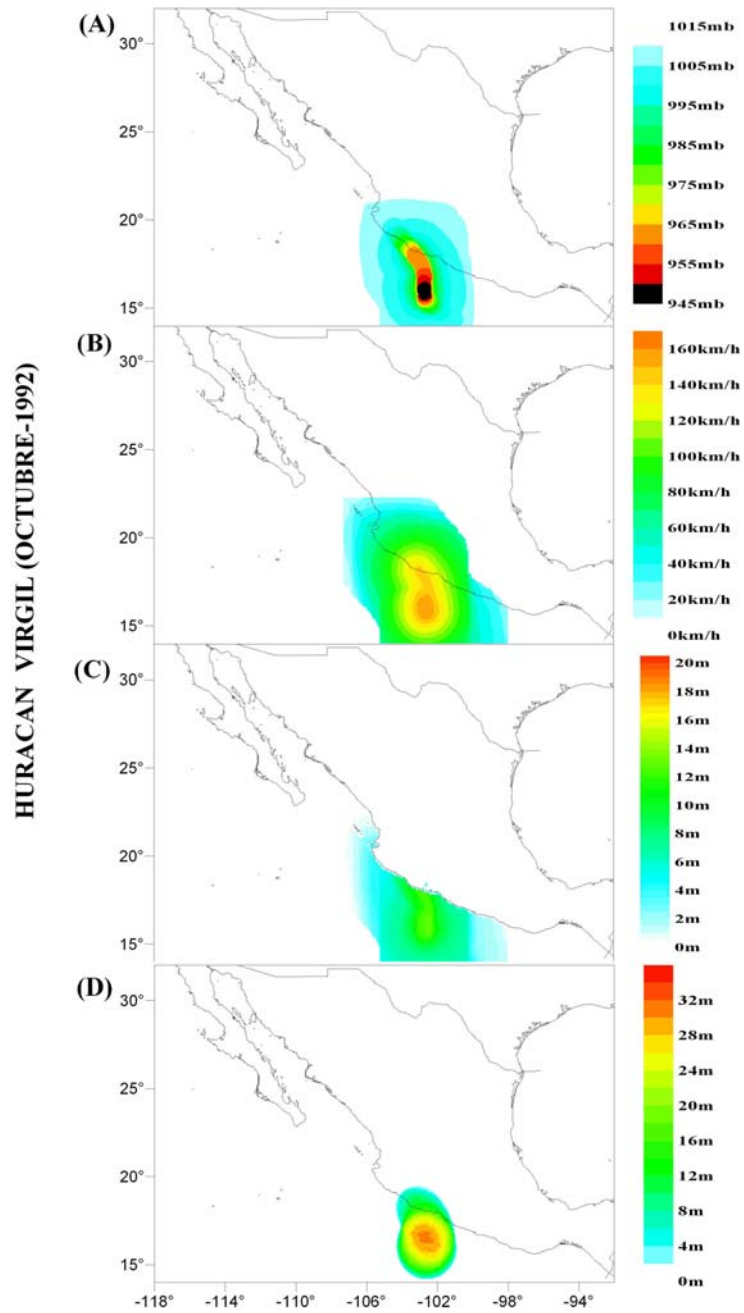 HURACAN VIRGIL (OCTUBRE-1992)
(A)
30°
25°
20°
15°
1015mb
1005mb
995mb
985mb
975mb
965mb
955mb
945mb
(B)
30°
25°
20°
15°
160km/h
140km/h
120km/h
100km/h
80km/h
60km/h
40km/h
20km/h
0km/h
(C)
30°
25°
20°
15°
20m
18m
16m
14m
12m
10m
8m
6m
4m
2m
0m
(D)
30°
25°
20°
15°
32m
28m
24m
20m
16m
12m
8m
4m
0m
-118° -114° -110° -106° -102° -98° -94°